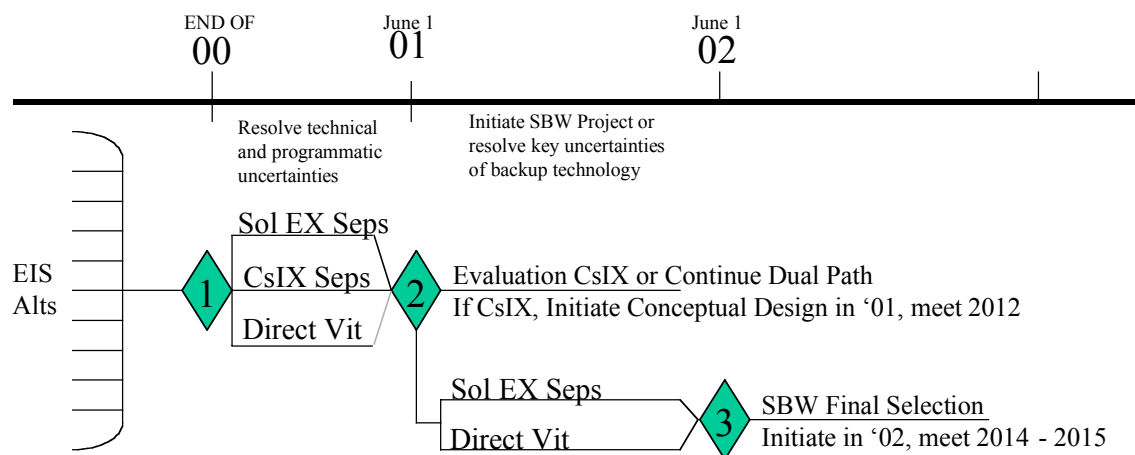 END OF
00
June 1
01
June 1
02
Resolve technical
and programmatic
uncertainties
Initiate SBW Project or
resolve key uncertainties
of backup technology
EIS
Alts
1
Sol EX Seps
CsIX Seps
Direct Vit
2
Evaluation CsIX or Continue Dual Path
If CsIX, Initiate Conceptual Design in ‘01, meet 2012
Sol EX Seps
Direct Vit
3
SBW Final Selection
Initiate in ‘02, meet 2014 - 2015